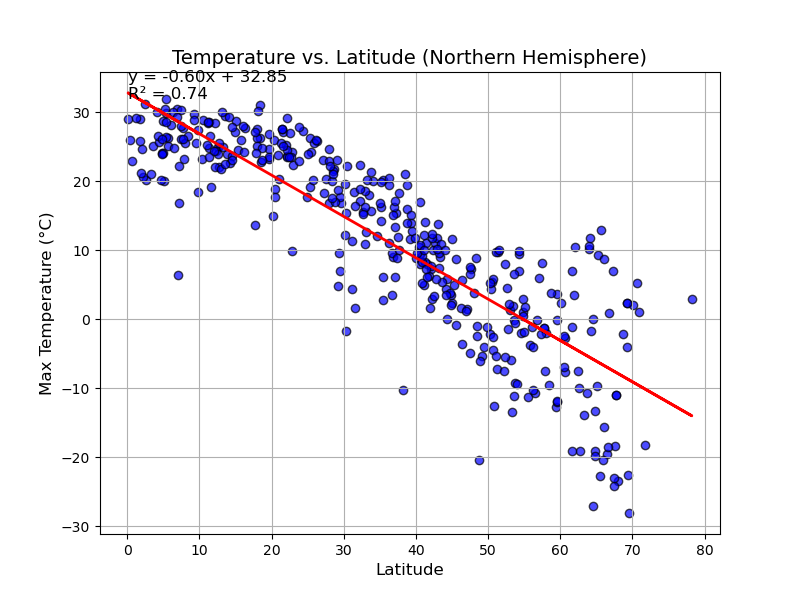 Temperature vs. Latitude (Northern Hemisphere)
y = -0.60x + 32.85
R² = 0.74
Max Temperature (°C)
30
20
10
0
−10
−20
−30
0 10 20 30 40 50 60 70 80
Latitude